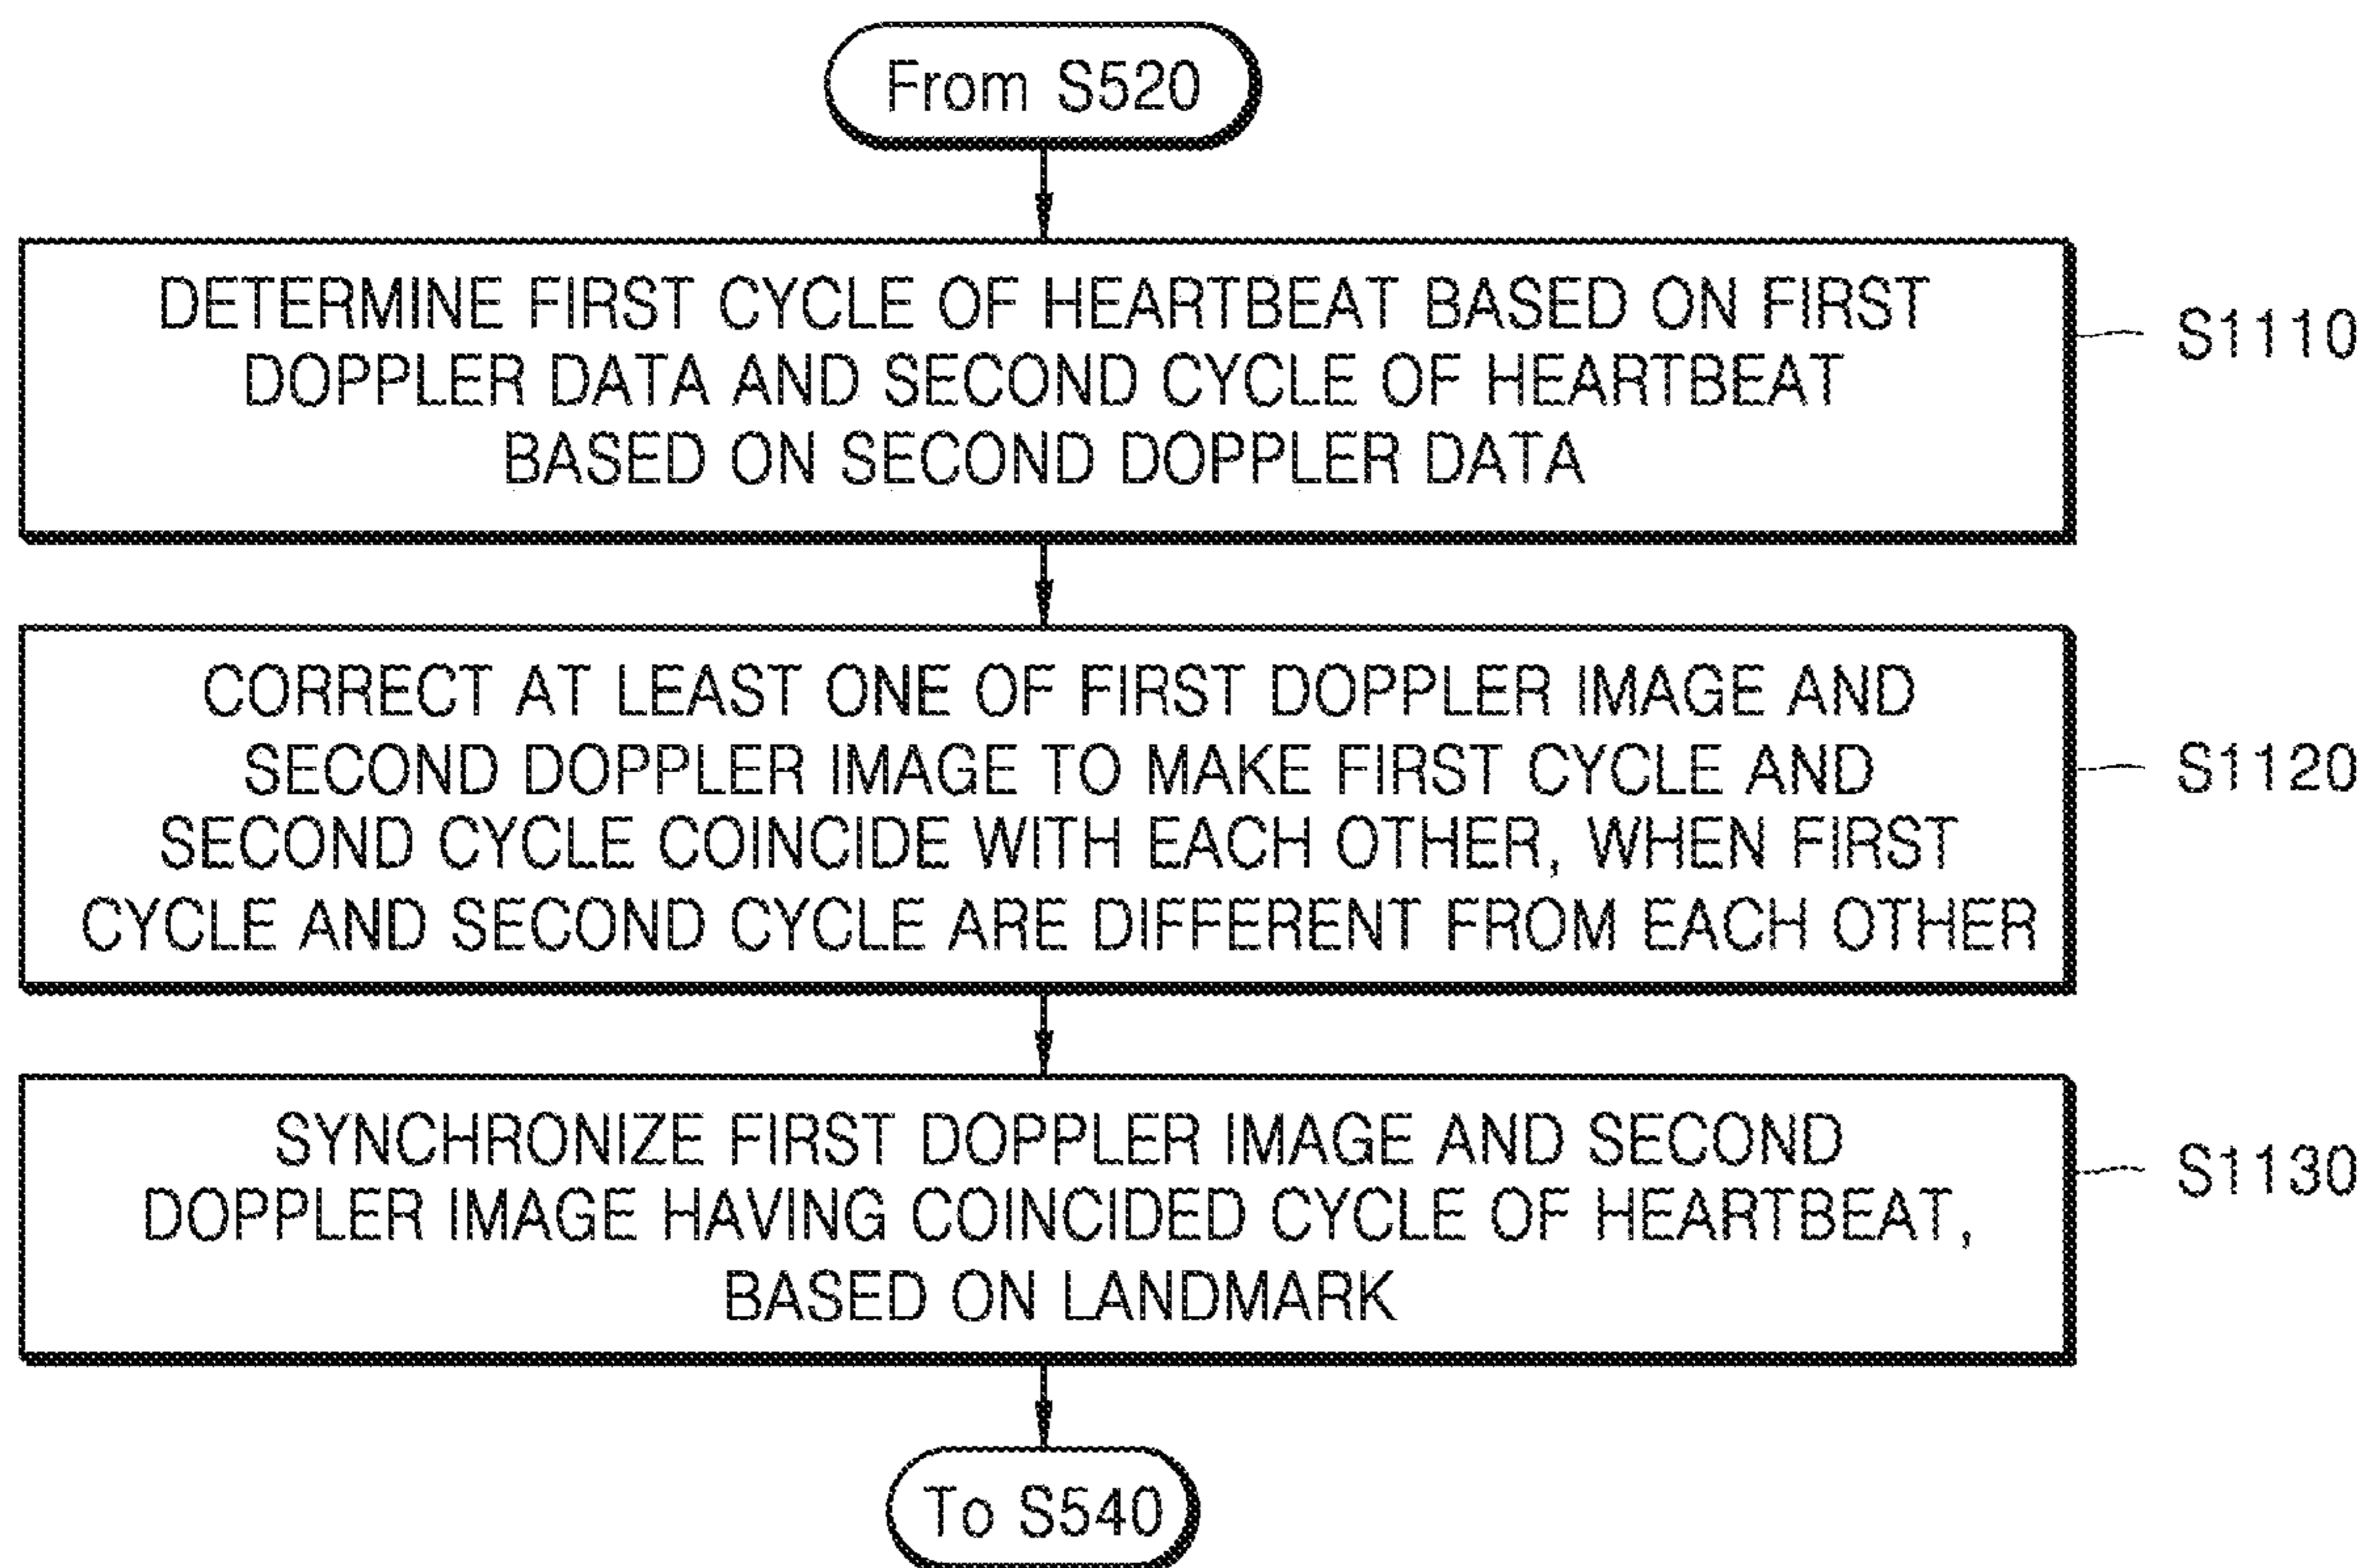 From S520
DETERMINE FIRST CYCLE OF HEARTBEAT BASED ON FIRST
DOPPLER DATA AND SECOND CYCLE OF HEARTBEAT
BASED ON SECOND DOPPLER DATA
S1110
CORRECT AT LEAST ONE OF FIRST DOPPLER IMAGE AND
SECOND DOPPLER IMAGE TO MAKE FIRST CYCLE AND
SECOND CYCLE COINCIDE WITH EACH OTHER, WHEN FIRST
CYCLE AND SECOND CYCLE ARE DIFFERENT FROM EACH OTHER
S1120
SYNCHRONIZE FIRST DOPPLER IMAGE AND SECOND
DOPPLER IMAGE HAVING COINCIDED CYCLE OF HEARTBEAT,
BASED ON LANDMARK
S1130
To S540